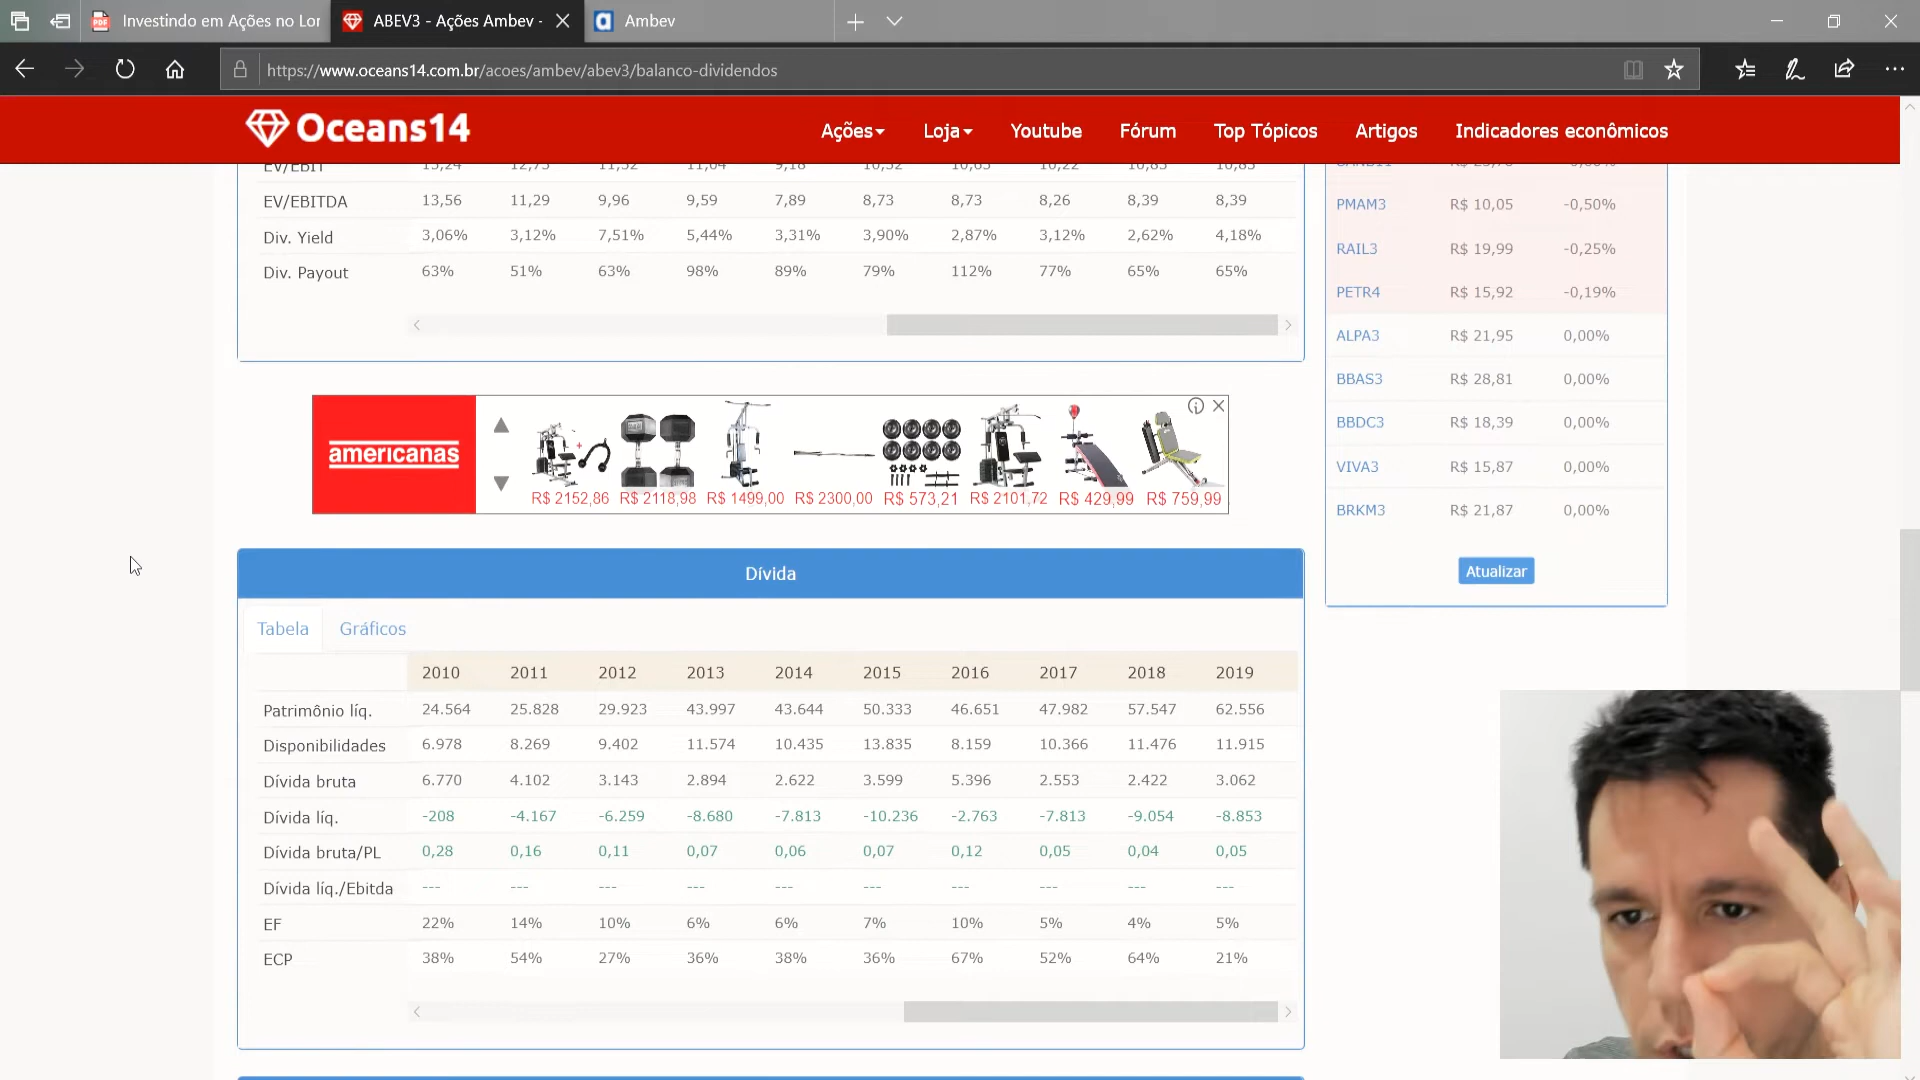 Investindo em Ações no Lor
ABEV3 - Ações Ambev -
Ambev
https://www.oceans14.com.br/acoes/ambev/abev3/balanco-dividendos
Oceans14
Ações
Loja
Youtube
Fórum
Top Tópicos
Artigos
Indicadores econômicos
EV/EBIT
EV/EBITDA 13,56 11,29 9,96 9,59 7,89 8,73 8,73 8,26 8,39 8,39
Div. Yield 3,06% 3,12% 7,51% 5,44% 3,31% 3,90% 2,87% 3,12% 2,62% 4,18%
Div. Payout 63% 51% 63% 98% 89% 79% 112% 77% 65% 65%
PMAM3 R$ 10,05 -0,50%
RAIL3 R$ 19,99 -0,25%
PETR4 R$ 15,92 -0,19%
ALPA3 R$ 21,95 0,00%
BBAS3 R$ 28,81 0,00%
BBDC3 R$ 18,39 0,00%
VIVA3 R$ 15,87 0,00%
BRKM3 R$ 21,87 0,00%
Atualizar
americanas
R$ 2152,86 R$ 2118,98 R$ 1499,00 R$ 2300,00 R$ 573,21 R$ 2101,72 R$ 429,99 R$ 759,99
Dívida
Tabela Gráficos
2010 2011 2012 2013 2014 2015 2016 2017 2018 2019
Patrimônio líq. 24.564 25.828 29.923 43.997 43.644 50.333 46.651 47.982 57.547 62.556
Disponibilidades 6.978 8.269 9.402 11.574 10.435 13.835 8.159 10.366 11.476 11.915
Dívida bruta 6.770 4.102 3.143 2.894 2.622 3.599 5.396 2.553 2.422 3.062
Dívida líq. -208 -4.167 -6.259 -8.680 -7.813 -10.236 -2.763 -7.813 -9.054 -8.853
Dívida bruta/PL 0,28 0,16 0,11 0,07 0,06 0,07 0,12 0,05 0,04 0,05
Dívida líq./Ebitda --- --- --- --- --- --- --- --- --- ---
EF 22% 14% 10% 6% 6% 7% 10% 5% 4% 5%
ECP 38% 54% 27% 36% 38% 36% 67% 52% 64% 21%